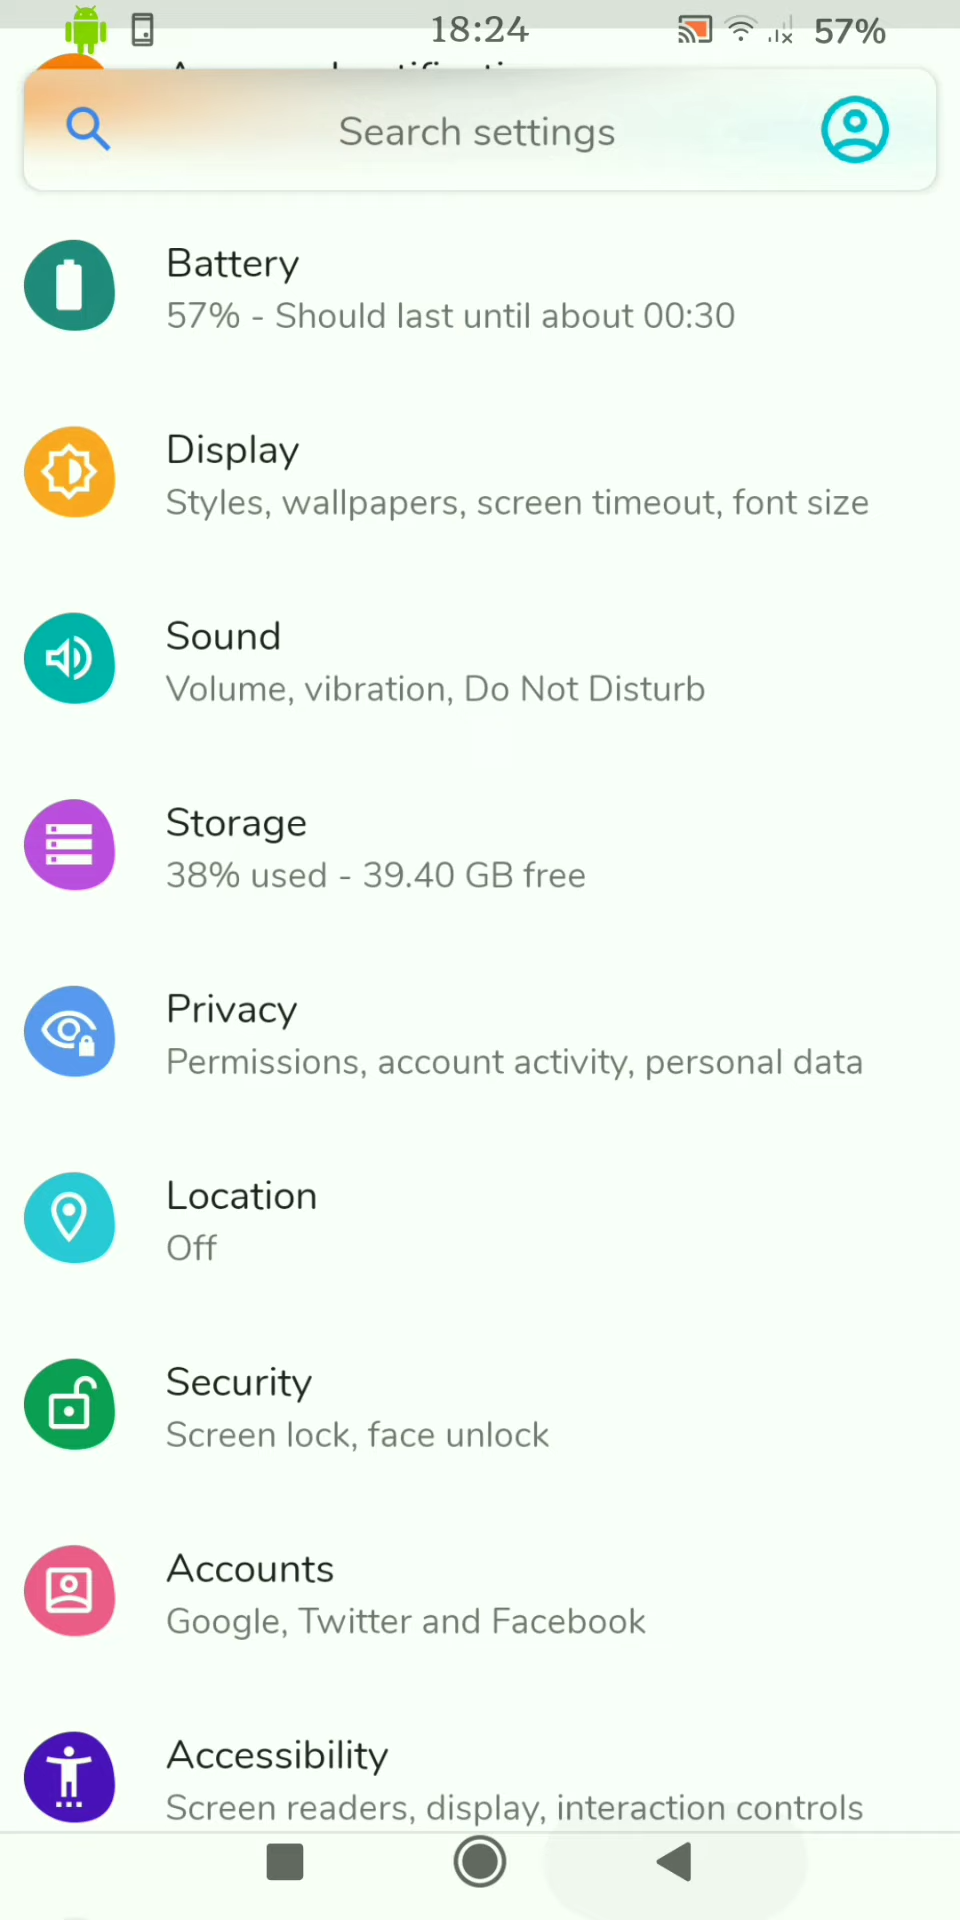 18:24
57%
Search settings
Battery
57% - Should last until about 00:30
Display
Styles, wallpapers, screen timeout, font size
Sound
Volume, vibration, Do Not Disturb
Storage
38% used - 39.40 GB free
Privacy
Permissions, account activity, personal data
Location
Off
Security
Screen lock, face unlock
Accounts
Google, Twitter and Facebook
Accessibility
Screen readers, display, interaction controls